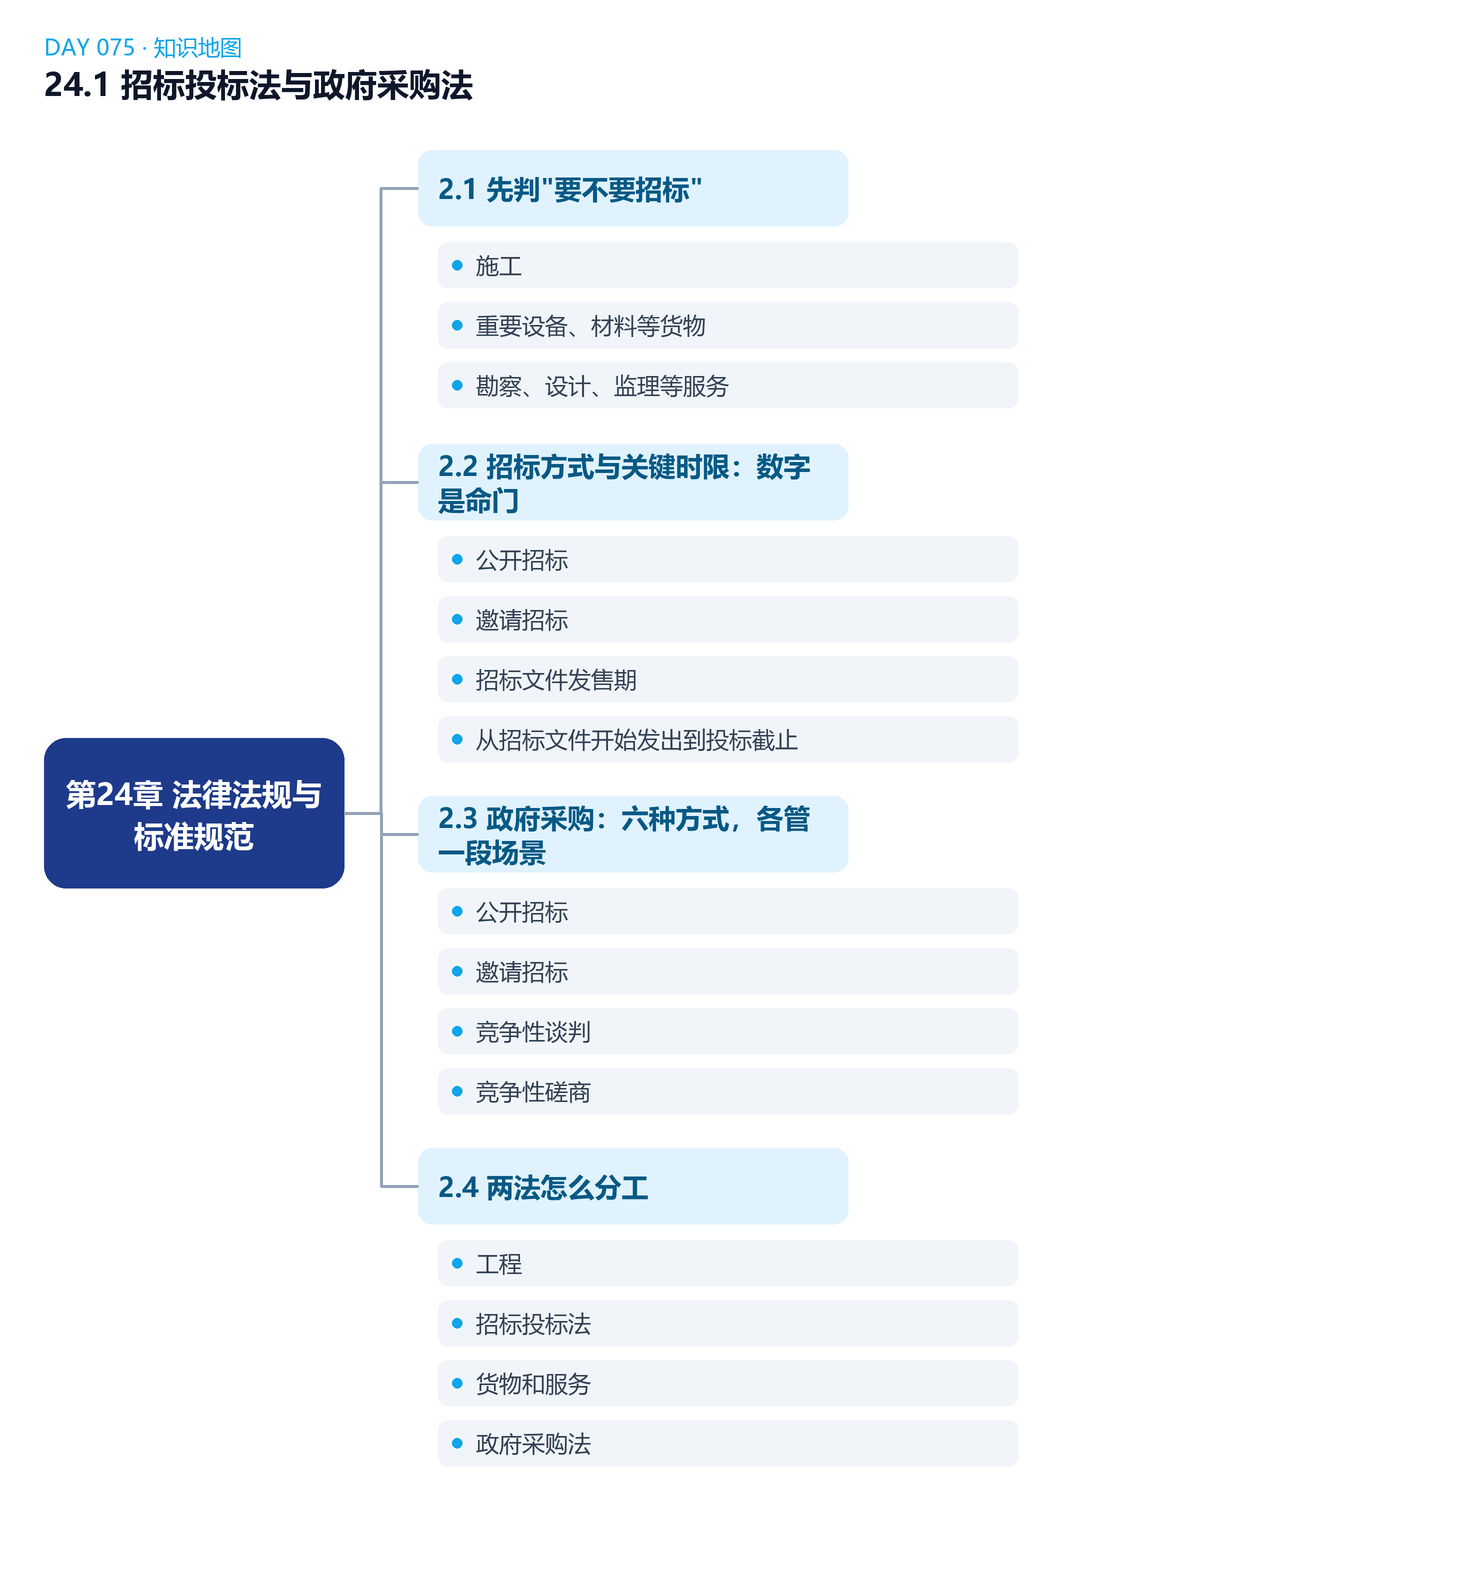 DAY 075 · 知识地图
24.1 招标投标法与政府采购法
2.1 先判"要不要招标"
施工
重要设备、材料等货物
勘察、设计、监理等服务
2.2 招标方式与关键时限：数字
是命门
公开招标
邀请招标
招标文件发售期
从招标文件开始发出到投标截止
第24章 法律法规与
标准规范
2.3 政府采购：六种方式，各管
一段场景
公开招标
邀请招标
竞争性谈判
竞争性磋商
2.4 两法怎么分工
工程
招标投标法
货物和服务
政府采购法